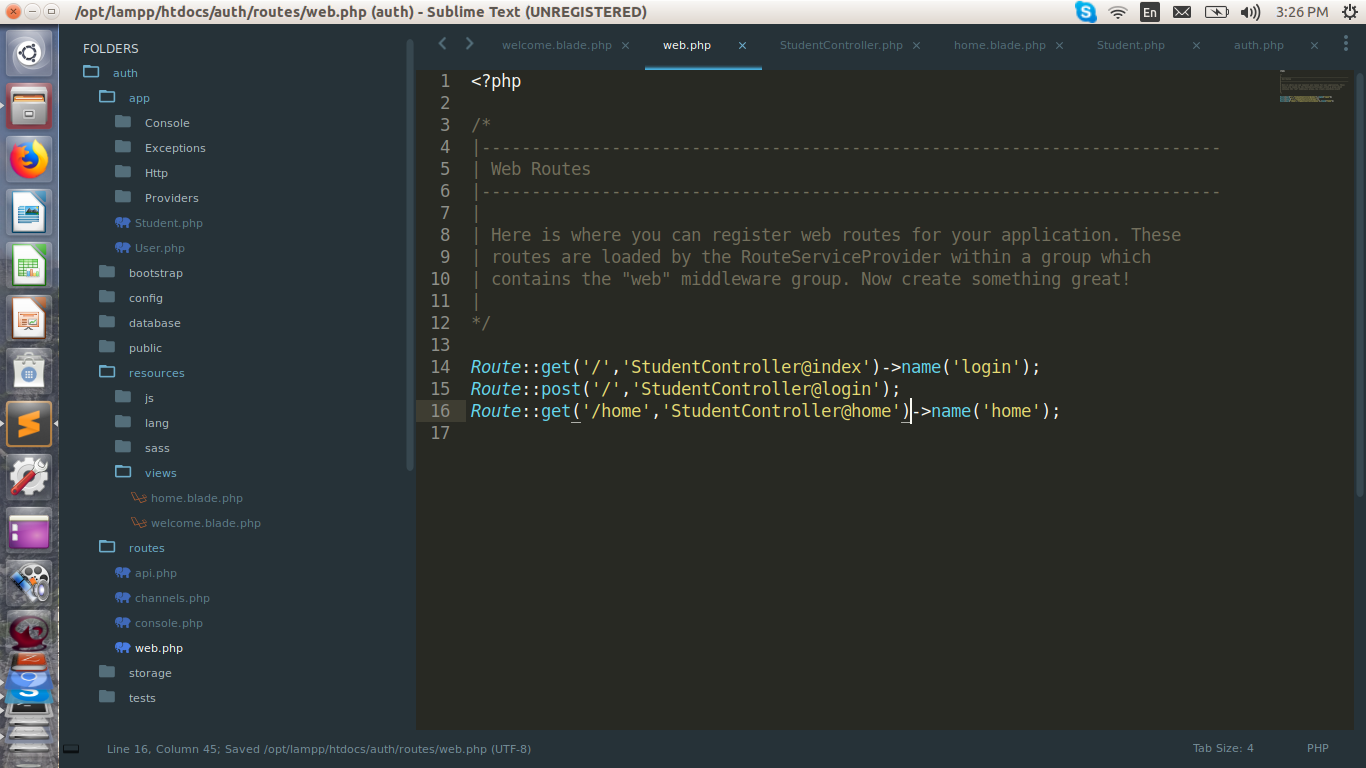 /opt/lampp/htdocs/auth/routes/web.php (auth) - Sublime Text (UNREGISTERED)
En
3:26 PM
FOLDERS
auth
app
Console
Exceptions
Http
Providers
Student.php
User.php
bootstrap
config
database
public
resources
js
lang
sass
views
home.blade.php
welcome.blade.php
routes
api.php
channels.php
console.php
web.php
storage
tests
welcome.blade.php ×
web.php ×
StudentController.php ×
home.blade.php ×
Student.php ×
auth.php ×
1 <?php
2
3 /*
4 |--------------------------------------------------------------------------
5 | Web Routes
6 |--------------------------------------------------------------------------
7 |
8 | Here is where you can register web routes for your application. These
9 | routes are loaded by the RouteServiceProvider within a group which
10 | contains the "web" middleware group. Now create something great!
11 |
12 */
13
14 Route::get('/','StudentController@index')->name('login');
15 Route::post('/','StudentController@login');
16 Route::get('/home','StudentController@home')->name('home');
17
Line 16, Column 45; Saved /opt/lampp/htdocs/auth/routes/web.php (UTF-8)
Tab Size: 4
PHP